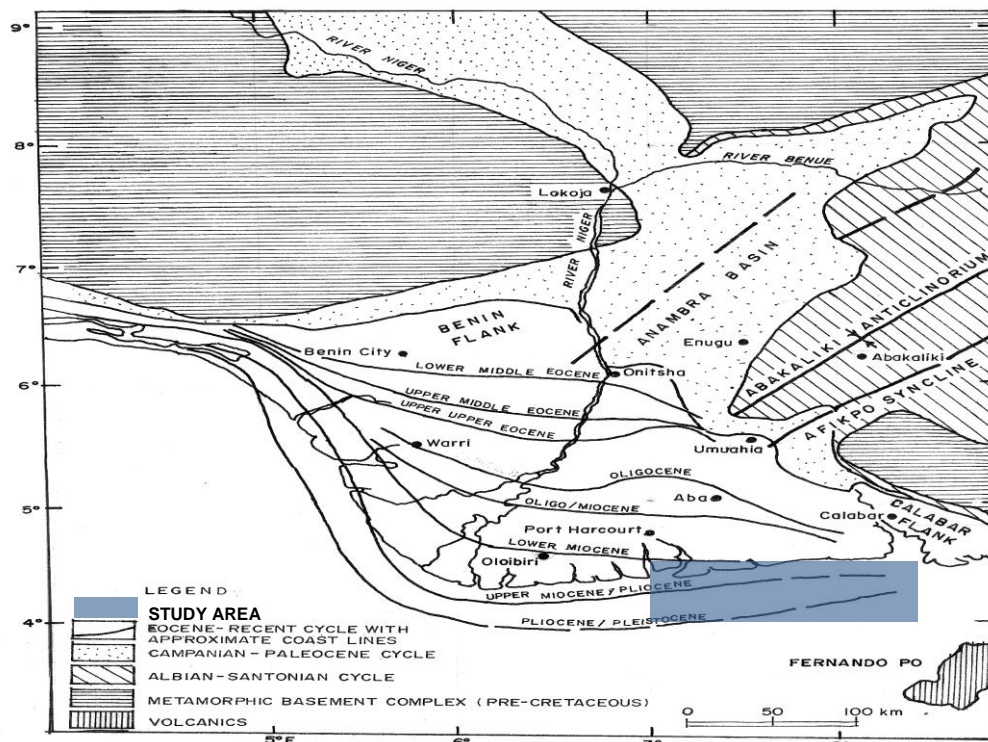 9°
RIVER NIGER
8°
RIVER BENUE
Lokoja
RIVER NIGER
7°
ANAMBRA BASIN
BENIN FLANK
Enugu
ABAKALIKI ANTICLINORIUM
Benin City
Abakaliki
LOWER MIDDLE EOCENE
Onitsha
6°
AFIKPO SYNCLINE
UPPER MIDDLE EOCENE
UPPER UPPER EOCENE
Warri
Umuahia
OLIGOCENE
Aba
OLIGO/MIOCENE
5°
Calabar
CALABAR FLANK
Port Harcourt
LOWER MIOCENE
Oloibiri
LEGEND
UPPER MIOCENE/PLIOCENE
STUDY AREA
4°
PLIOCENE/PLEISTOCENE
EOCENE-RECENT CYCLE WITH
APPROXIMATE COAST LINES
CAMPANIAN-PALEOCENE CYCLE
FERNANDO PO
ALBIAN-SANTONIAN CYCLE
METAMORPHIC BASEMENT COMPLEX (PRE-CRETACEOUS)
VOLCANICS
0 50 100 km
5°E